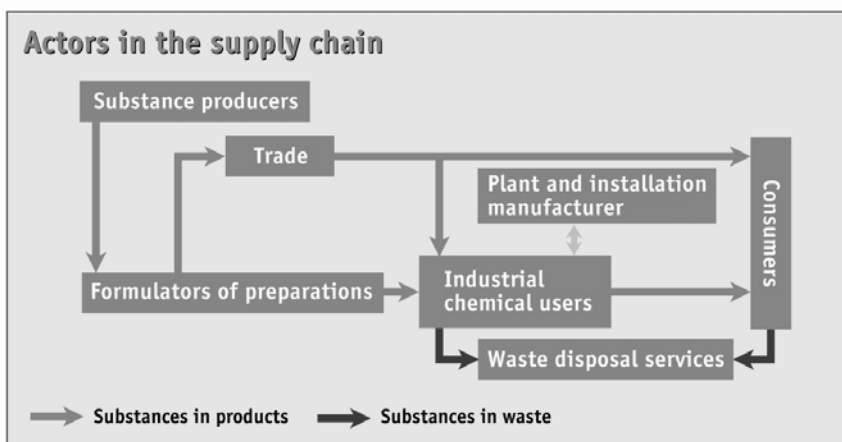 Actors in the supply chain
Substance producers
Trade
Plant and installation
manufacturer
Consumers
Formulators of preparations
Industrial
chemical users
Waste disposal services
Substances in products
Substances in waste